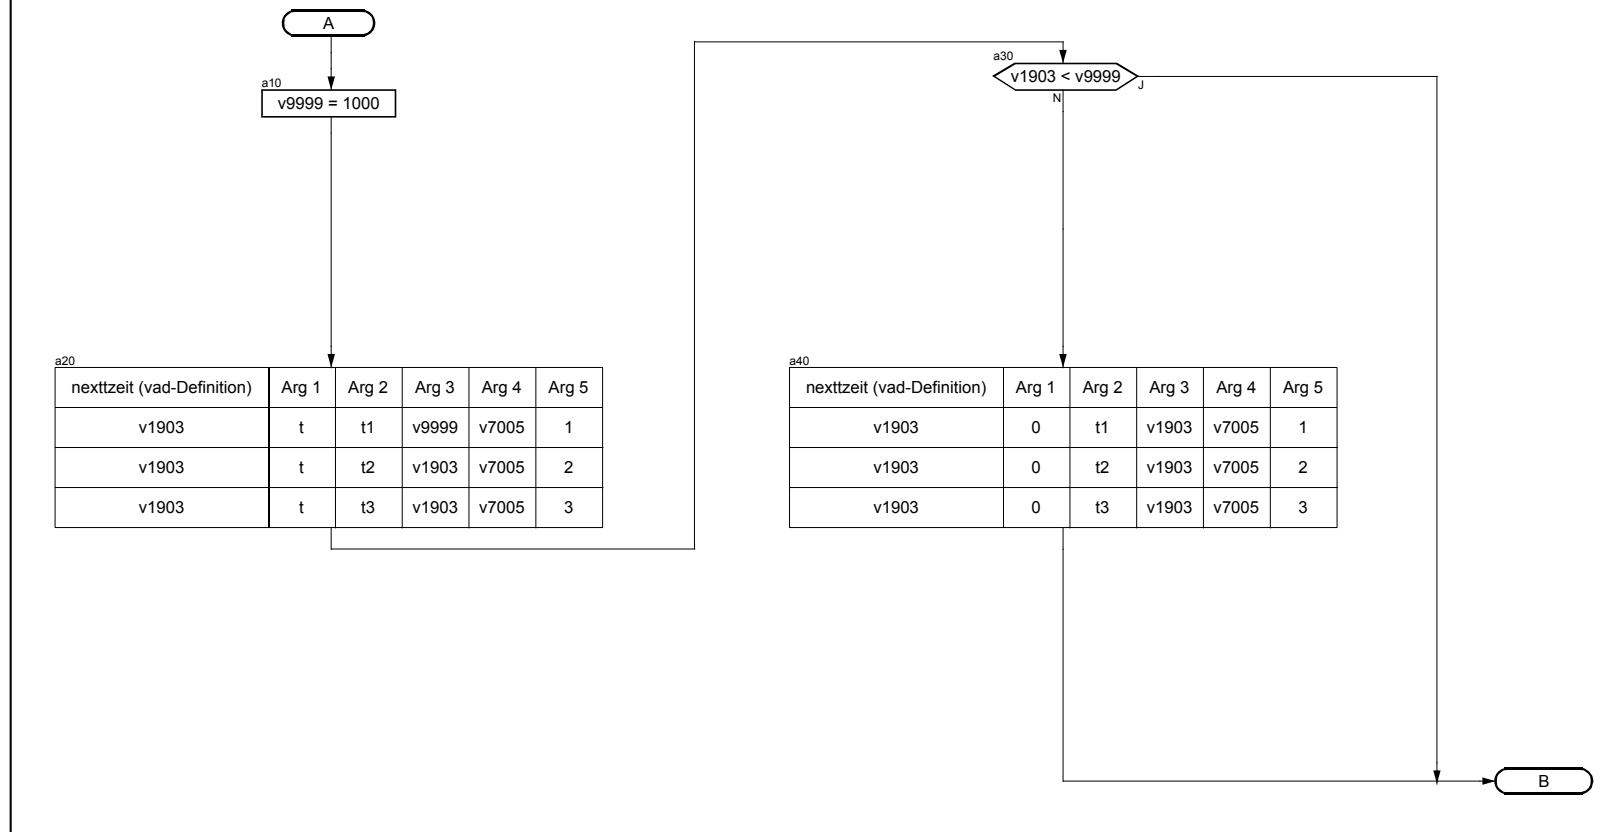 A
a10
v9999 = 1000
a20
nexttzeit (vad-Definition) Arg 1 Arg 2 Arg 3 Arg 4 Arg 5
v1903 t t1 v9999 v7005 1
v1903 t t2 v1903 v7005 2
v1903 t t3 v1903 v7005 3
a30
v1903 < v9999
N
J
a40
nexttzeit (vad-Definition) Arg 1 Arg 2 Arg 3 Arg 4 Arg 5
v1903 0 t1 v1903 v7005 1
v1903 0 t2 v1903 v7005 2
v1903 0 t3 v1903 v7005 3
B